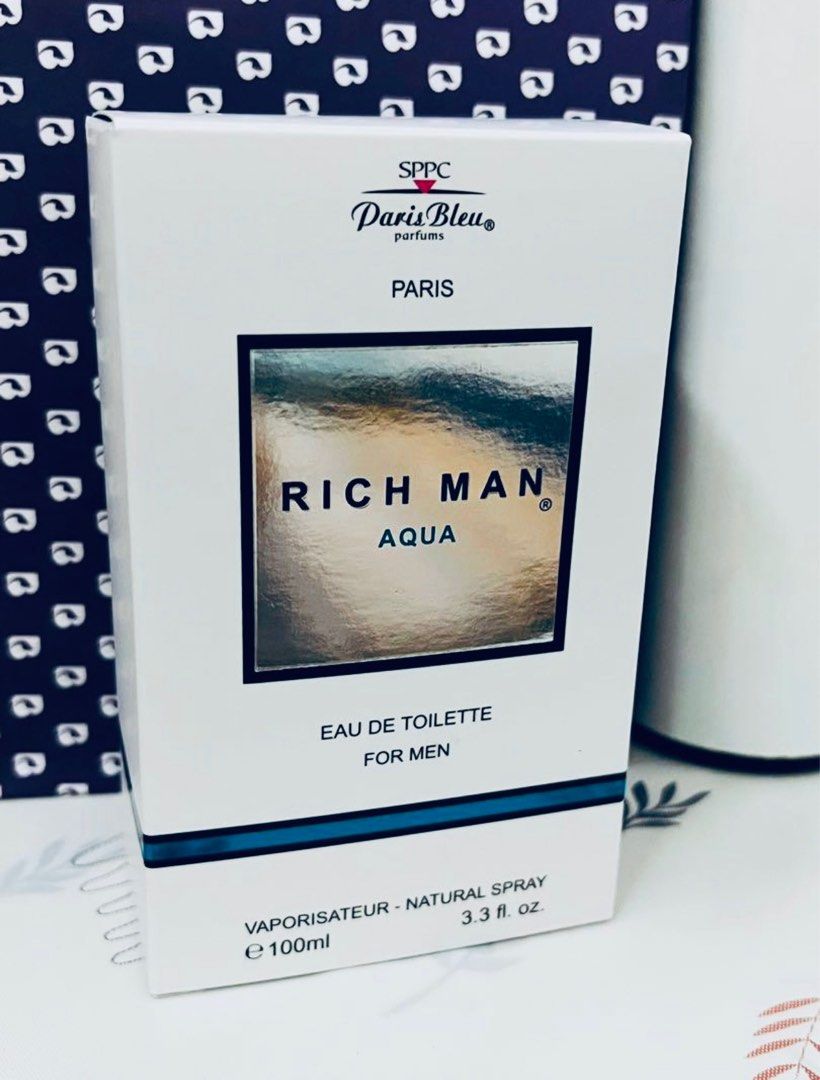 SPPC
Paris Bleu®
parfums
PARIS
RICH MAN®
AQUA
EAU DE TOILETTE
FOR MEN
VAPORISATEUR - NATURAL SPRAY
℮ 100ml 3.3 fl. oz.